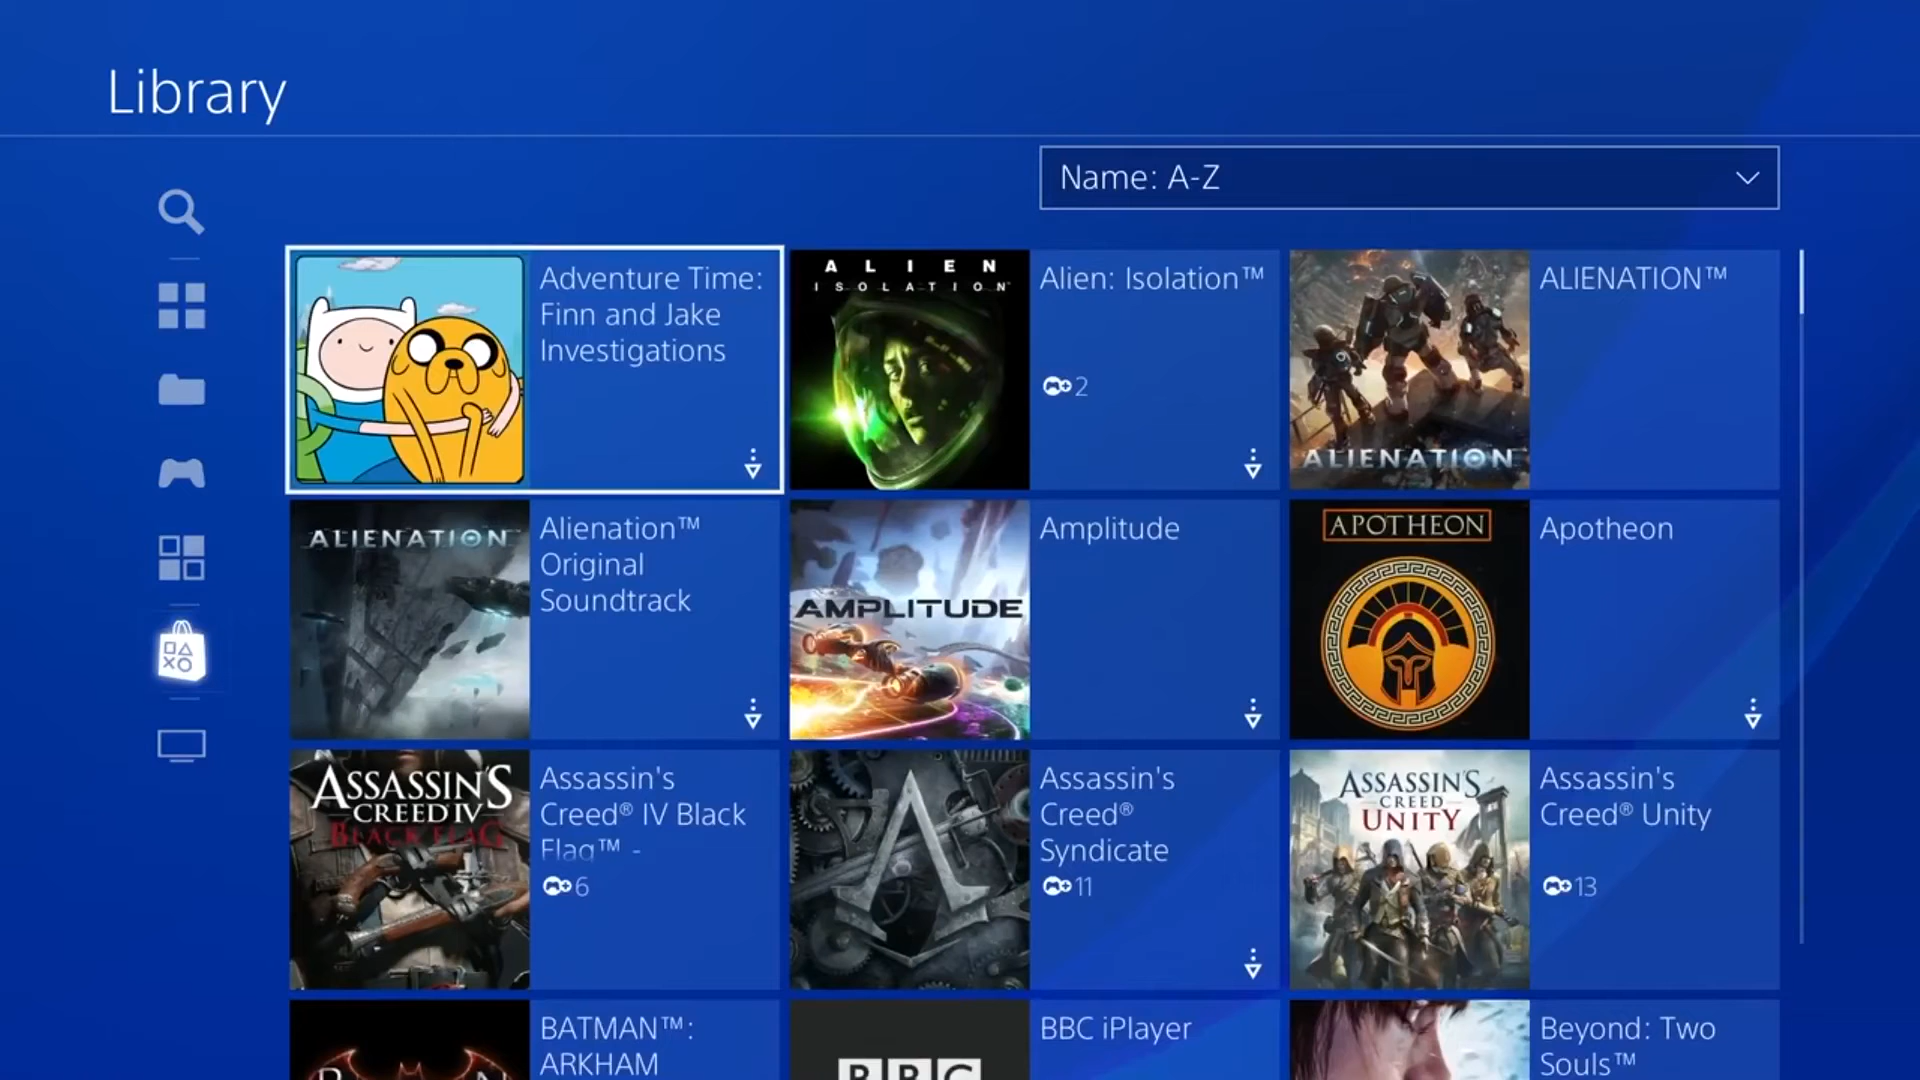 Library
Name: A-Z
Adventure Time:
Finn and Jake
Investigations
A L I E N
I S O L A T I O N
Alien: Isolation™
2
ALIENATION
ALIENATION™
ALIENATION
Alienation™
Original
Soundtrack
AMPLITUDE
Amplitude
APOTHEON
Apotheon
ASSASSIN'S
CREED IV
BLACK FLAG
Assassin's
Creed® IV Black
Flag™ -
6
Assassin's
Creed®
Syndicate
11
ASSASSIN'S
CREED
UNITY
Assassin's
Creed® Unity
13
BATMAN™:
ARKHAM
BBC
BBC iPlayer
Beyond: Two
Souls™